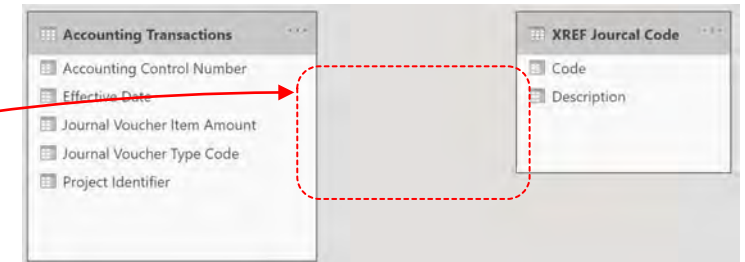 Accounting Transactions
Accounting Control Number
Effective Date
Journal Voucher Item Amount
Journal Voucher Type Code
Project Identifier
XREF Jourcal Code
Code
Description